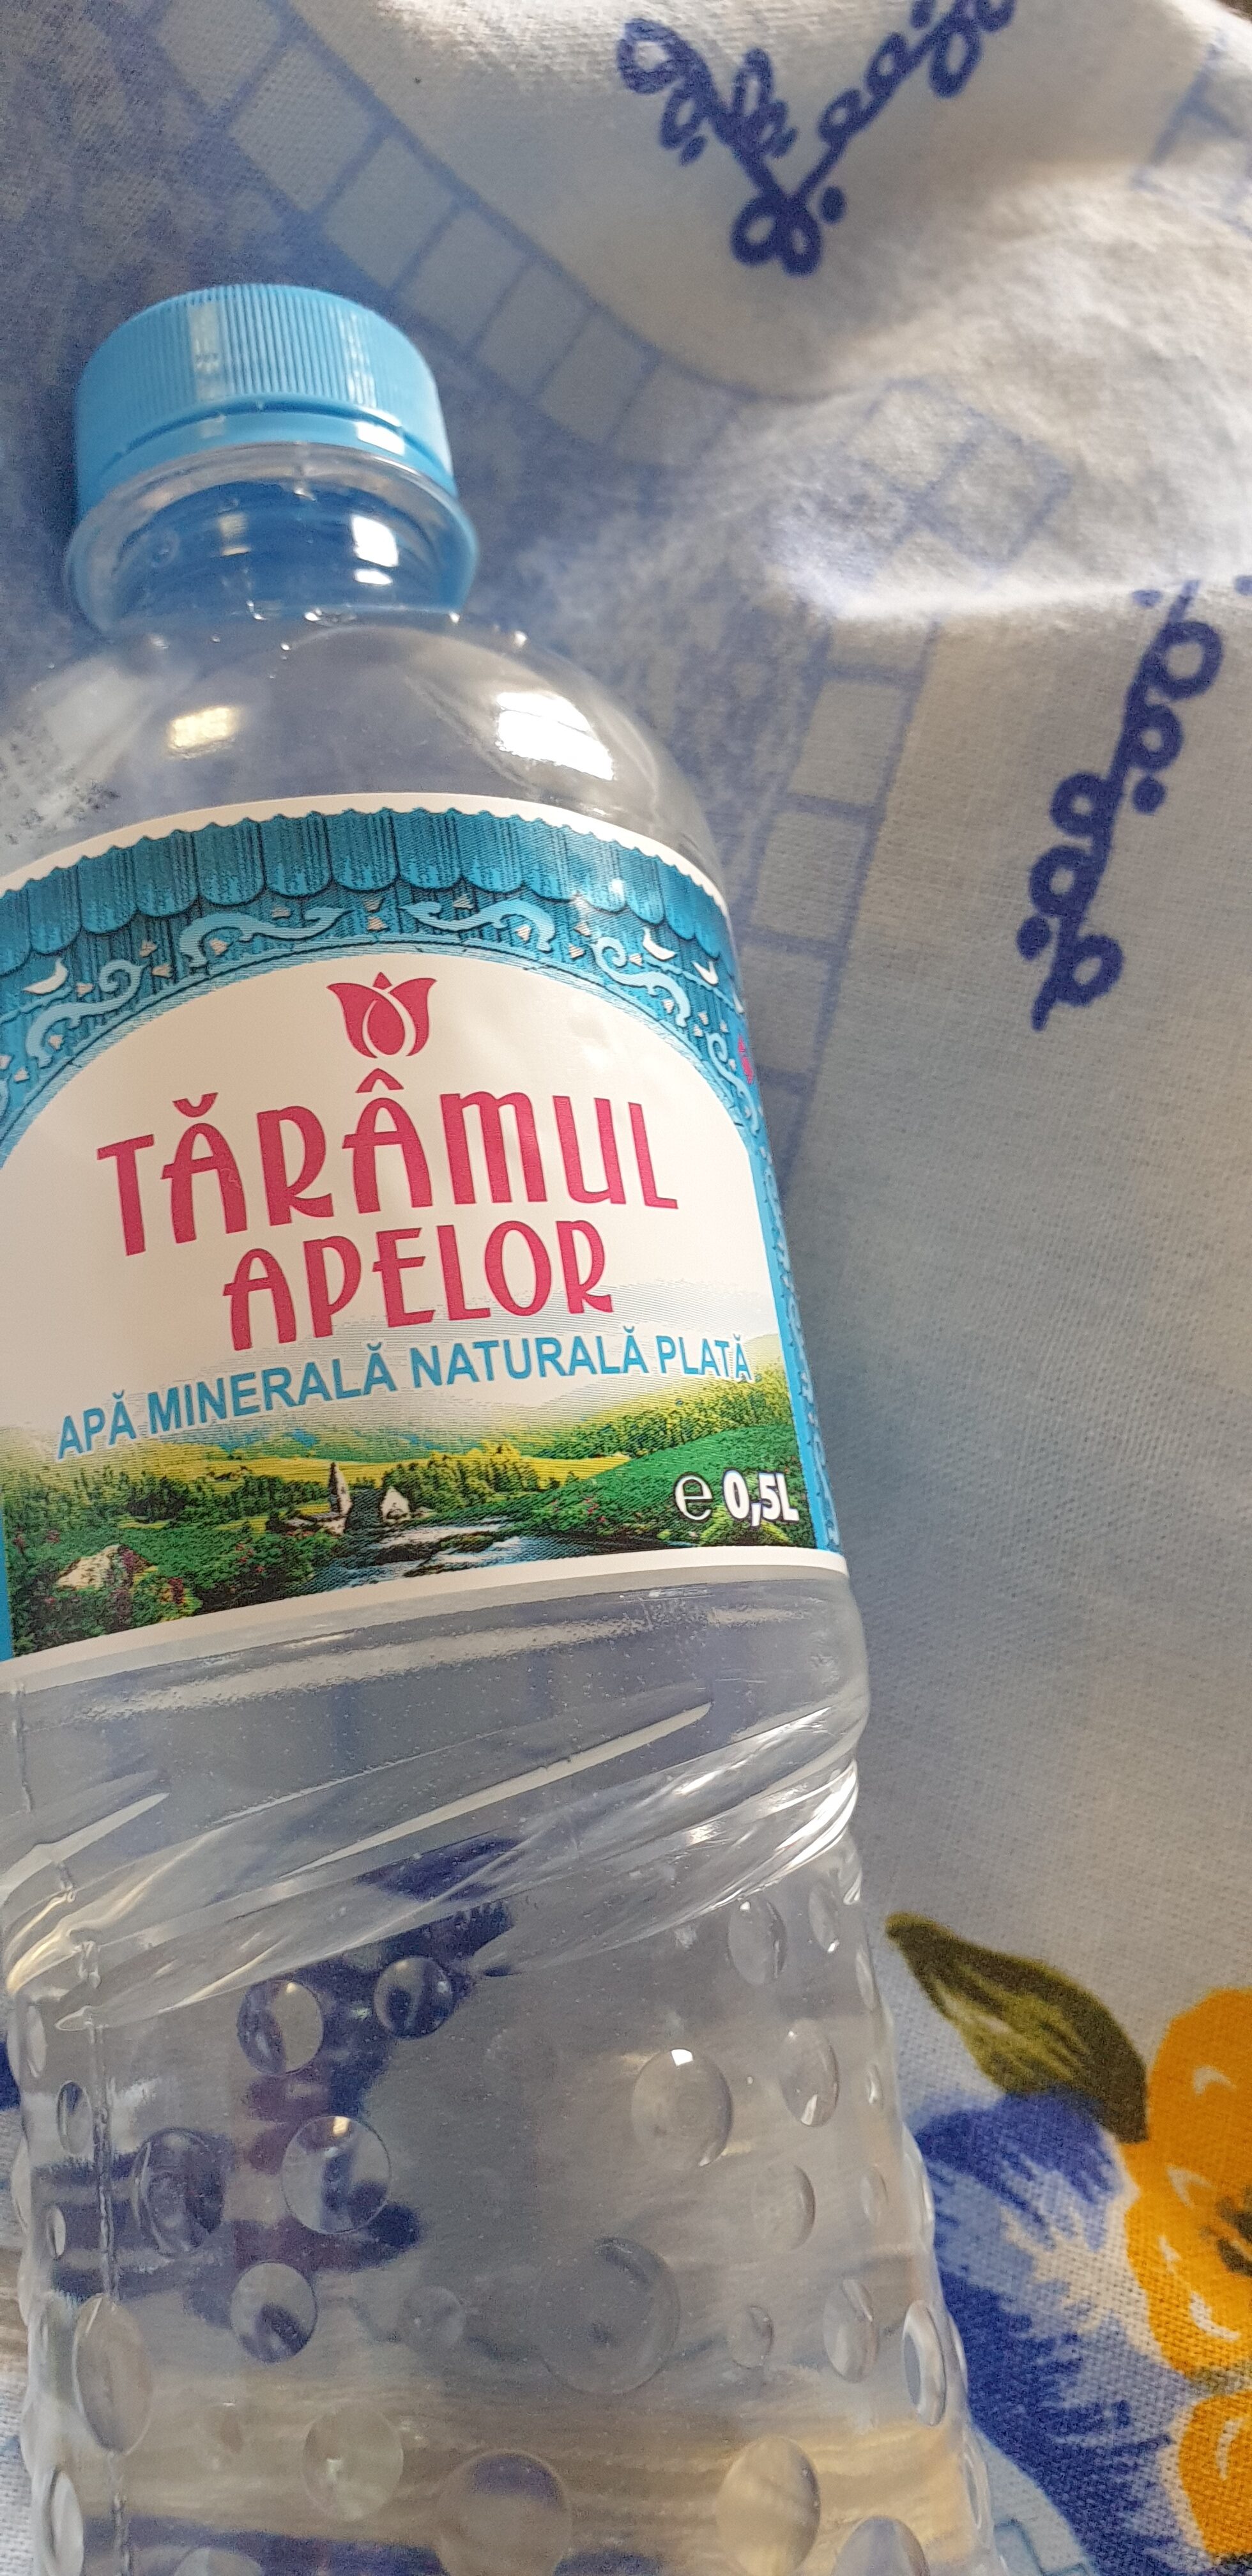 TĂRÂMUL
APELOR
APĂ MINERALĂ NATURALĂ PLATĂ
e 0,5L